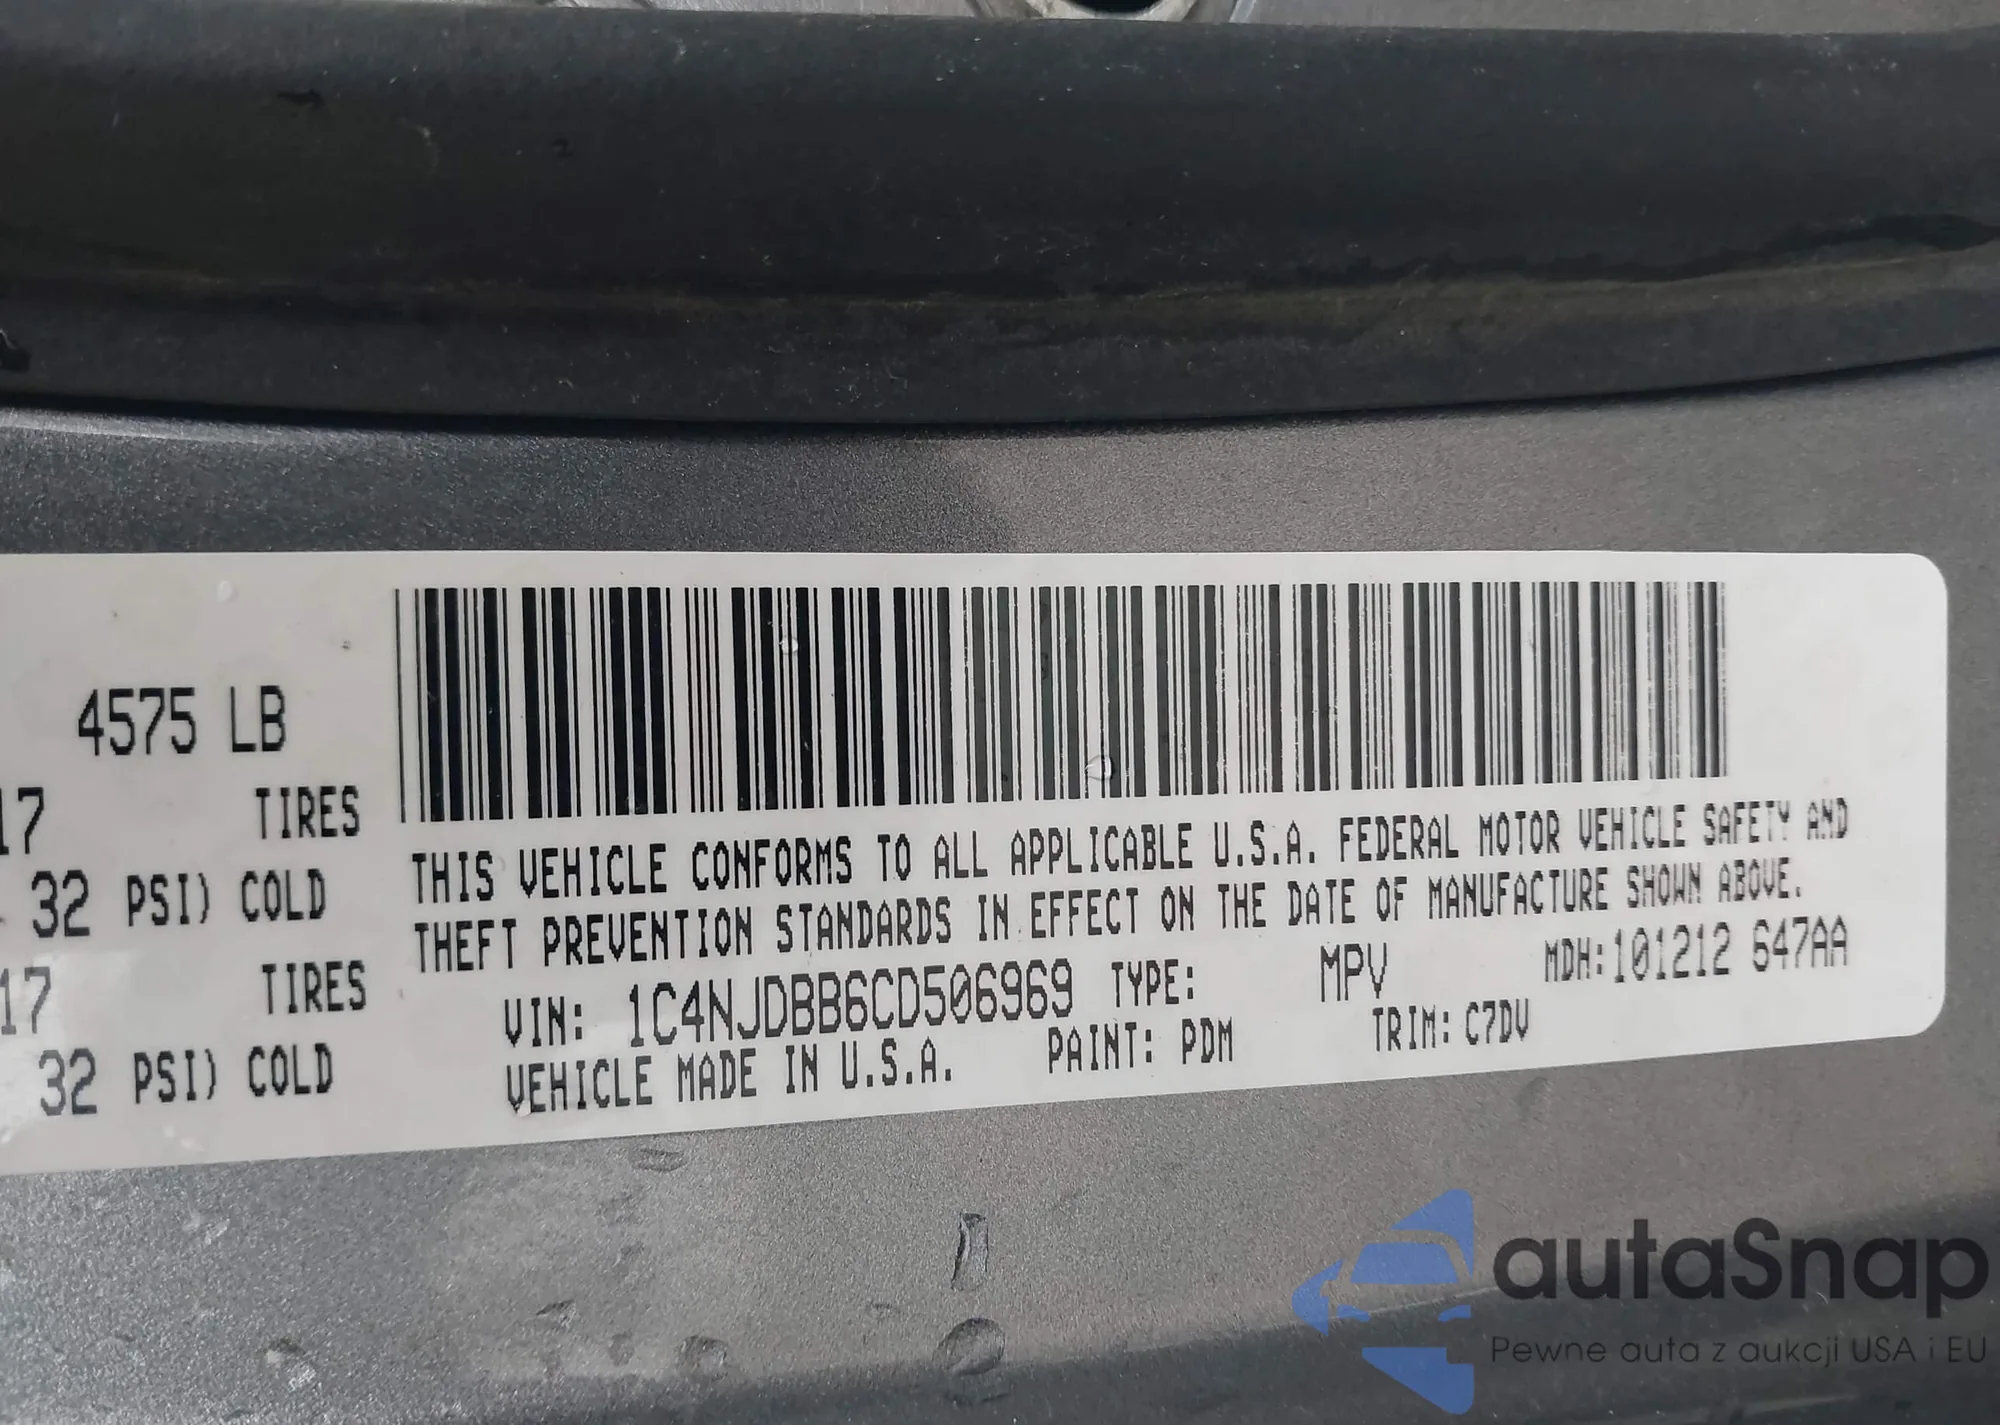 4575 LB
17 TIRES
32 PSI) COLD
17 TIRES
32 PSI) COLD
THIS VEHICLE CONFORMS TO ALL APPLICABLE U.S.A. FEDERAL MOTOR VEHICLE SAFETY AND
THEFT PREVENTION STANDARDS IN EFFECT ON THE DATE OF MANUFACTURE SHOWN ABOVE.
VIN: 1C4NJDBB6CD506969 TYPE: MPV MDH:101212 647AA
VEHICLE MADE IN U.S.A. PAINT: PDM TRIM: C7DV
autaSnap
Pewne auta z aukcji USA i EU